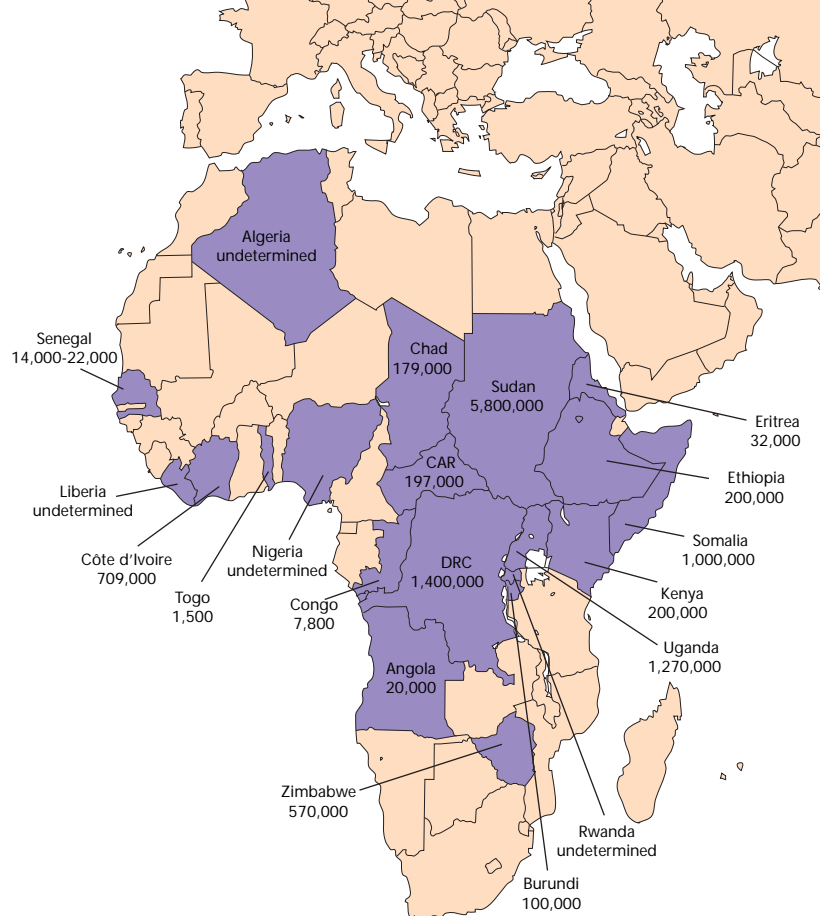 Algeria
undetermined
Senegal
14,000-22,000
Chad
179,000
Sudan
5,800,000
Eritrea
32,000
CAR
197,000
Ethiopia
200,000
Liberia
undetermined
Somalia
1,000,000
Côte d’Ivoire
709,000
Nigeria
undetermined
DRC
1,400,000
Togo
1,500
Congo
7,800
Kenya
200,000
Uganda
1,270,000
Angola
20,000
Zimbabwe
570,000
Rwanda
undetermined
Burundi
100,000